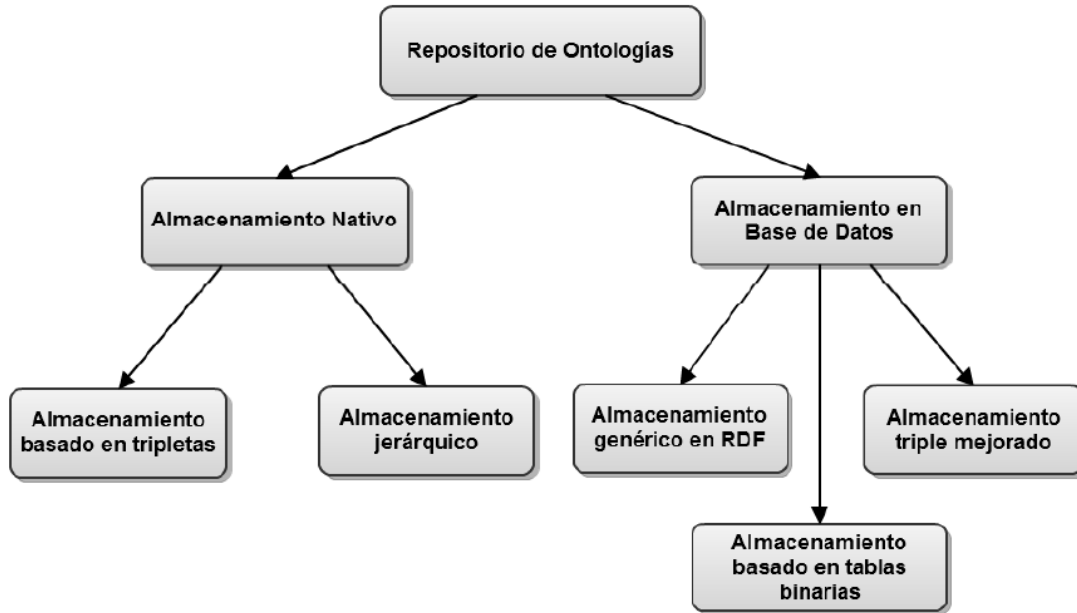 Repositorio de Ontologías
Almacenamiento Nativo
Almacenamiento en
Base de Datos
Almacenamiento
basado en tripletas
Almacenamiento
jerárquico
Almacenamiento
genérico en RDF
Almacenamiento
triple mejorado
Almacenamiento
basado en tablas
binarias